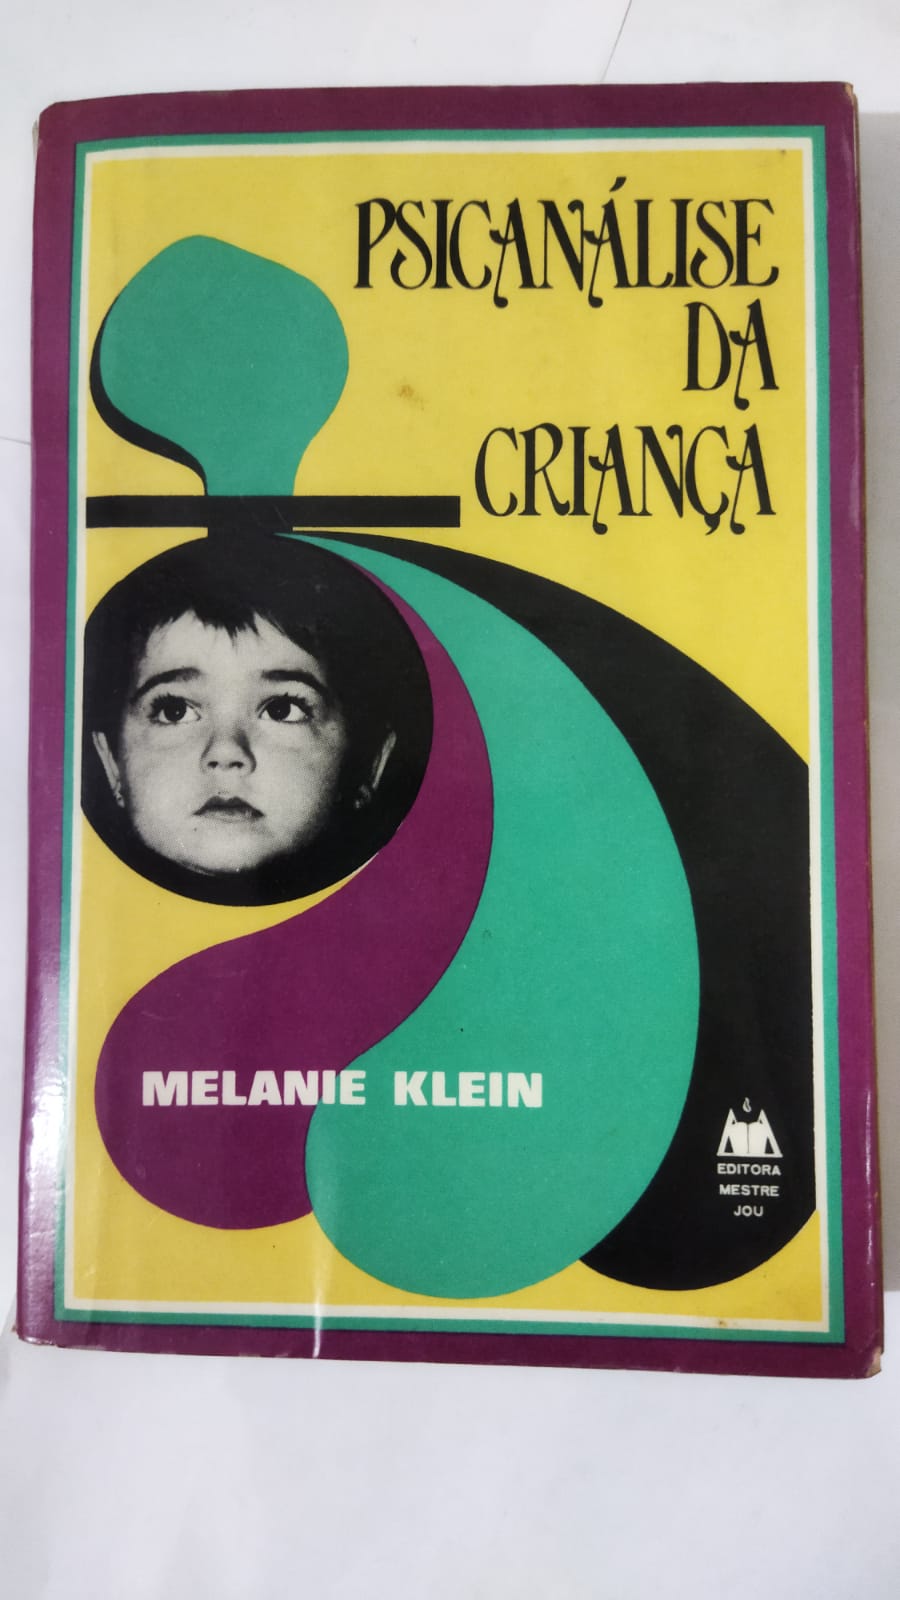 PSICANÁLISE
DA
CRIANÇA
MELANIE KLEIN
EDITORA
MESTRE
JOU